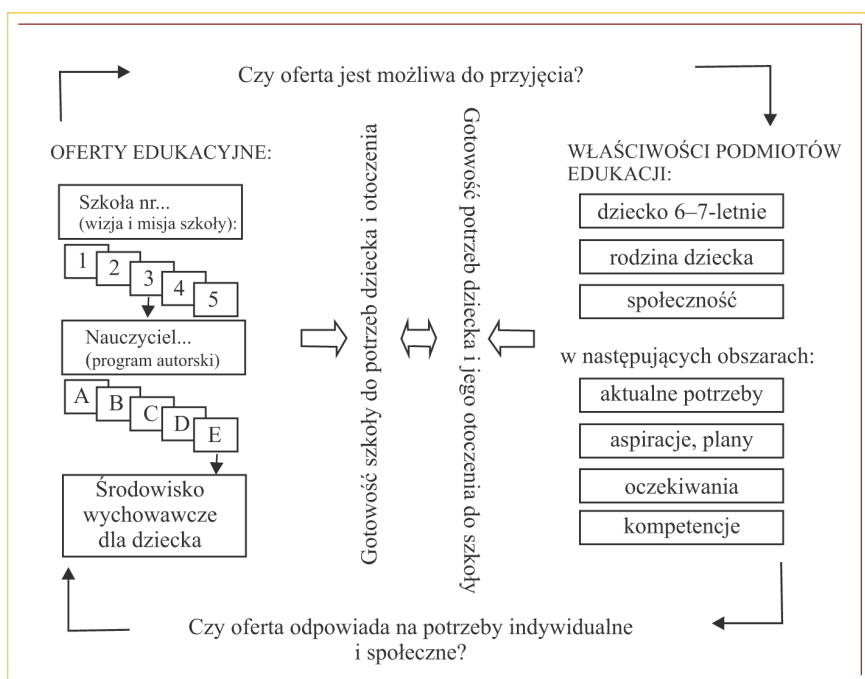 Czy oferta jest możliwa do przyjęcia?
OFERTY EDUKACYJNE:
Szkoła nr...
(wizja i misja szkoły):
1
2
3
4
5
Nauczyciel...
(program autorski)
A
B
C
D
E
Środowisko
wychowawcze
dla dziecka
Gotowość szkoły do potrzeb dziecka i otoczenia
Gotowość potrzeb dziecka i jego otoczenia do szkoły
WŁAŚCIWOŚCI PODMIOTÓW
EDUKACJI:
dziecko 6–7-letnie
rodzina dziecka
społeczność
w następujących obszarach:
aktualne potrzeby
aspiracje, plany
oczekiwania
kompetencje
Czy oferta odpowiada na potrzeby indywidualne
i społeczne?